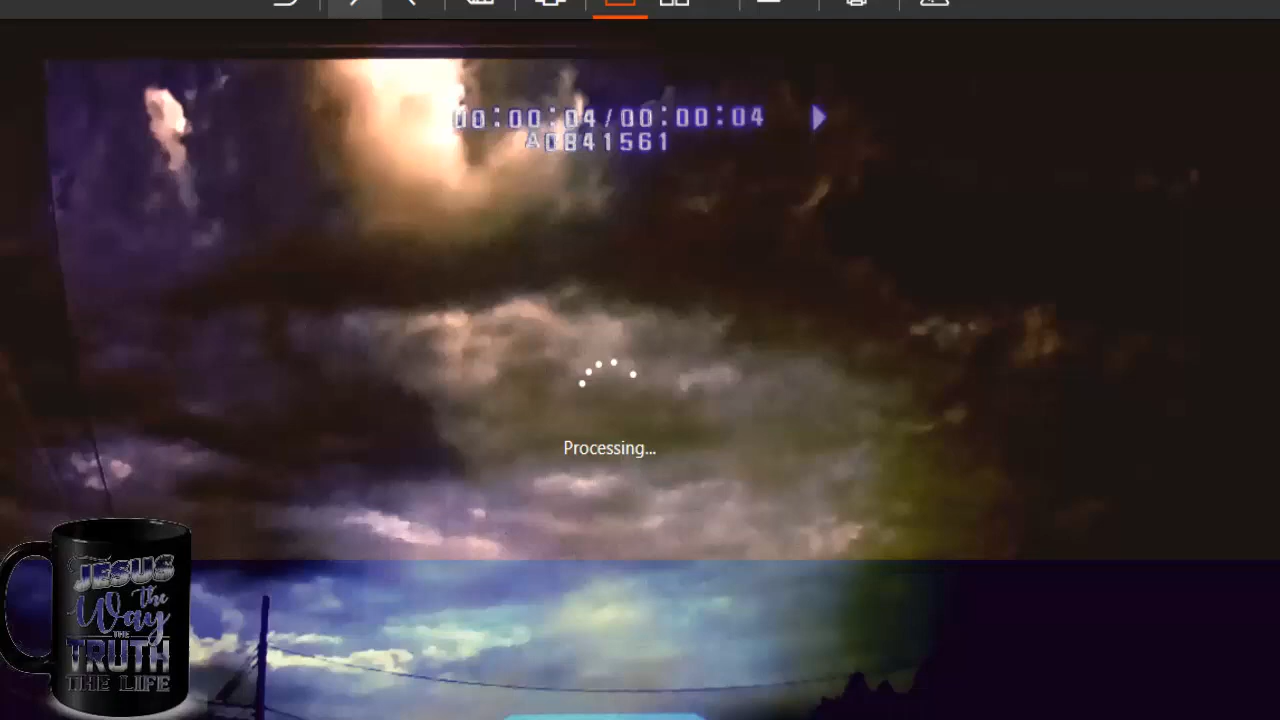 00:00:04/00:00:04
A0841561
Processing...
JESUS
the
Way
THE
TRUTH
THE LIFE